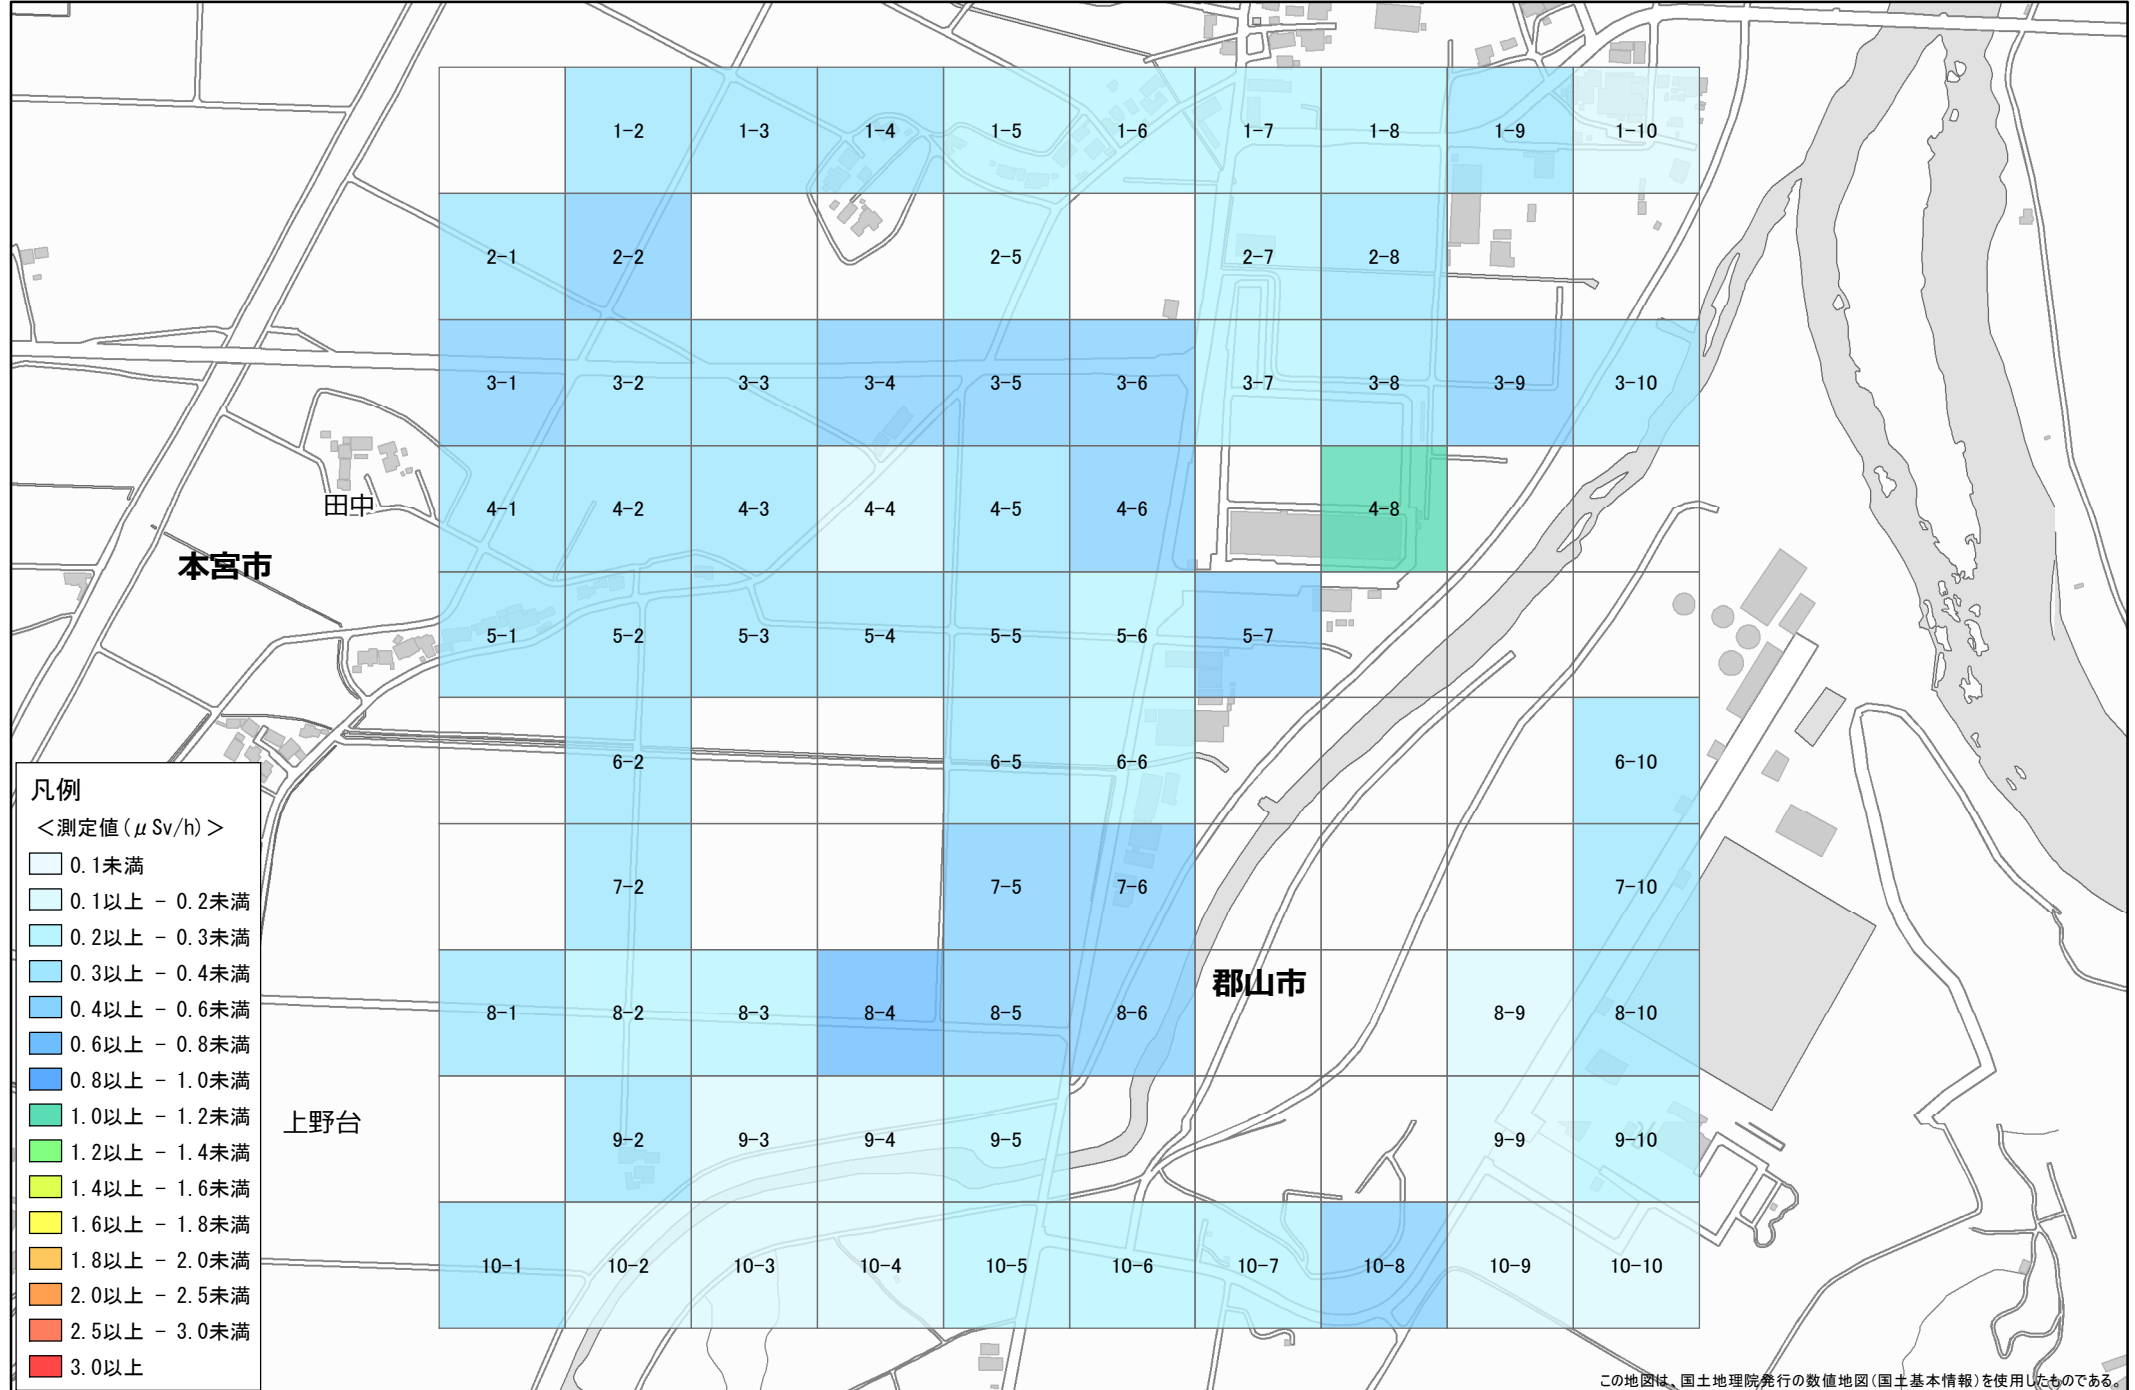 1-2 1-3 1-4 1-5 1-6 1-7 1-8 1-9 1-10
2-1 2-2 2-5 2-7 2-8
3-1 3-2 3-3 3-4 3-5 3-6 3-7 3-8 3-9 3-10
田中 4-1 4-2 4-3 4-4 4-5 4-6 4-8
本宮市
5-1 5-2 5-3 5-4 5-5 5-6 5-7
6-2 6-5 6-6 6-10
7-2 7-5 7-6 7-10
郡山市
8-1 8-2 8-3 8-4 8-5 8-6 8-9 8-10
上野台 9-2 9-3 9-4 9-5 9-9 9-10
10-1 10-2 10-3 10-4 10-5 10-6 10-7 10-8 10-9 10-10
凡例
＜測定値(μSv/h)＞
0.1未満
0.1以上 - 0.2未満
0.2以上 - 0.3未満
0.3以上 - 0.4未満
0.4以上 - 0.6未満
0.6以上 - 0.8未満
0.8以上 - 1.0未満
1.0以上 - 1.2未満
1.2以上 - 1.4未満
1.4以上 - 1.6未満
1.6以上 - 1.8未満
1.8以上 - 2.0未満
2.0以上 - 2.5未満
2.5以上 - 3.0未満
3.0以上
この地図は、国土地理院発行の数値地図(国土基本情報)を使用したものである。